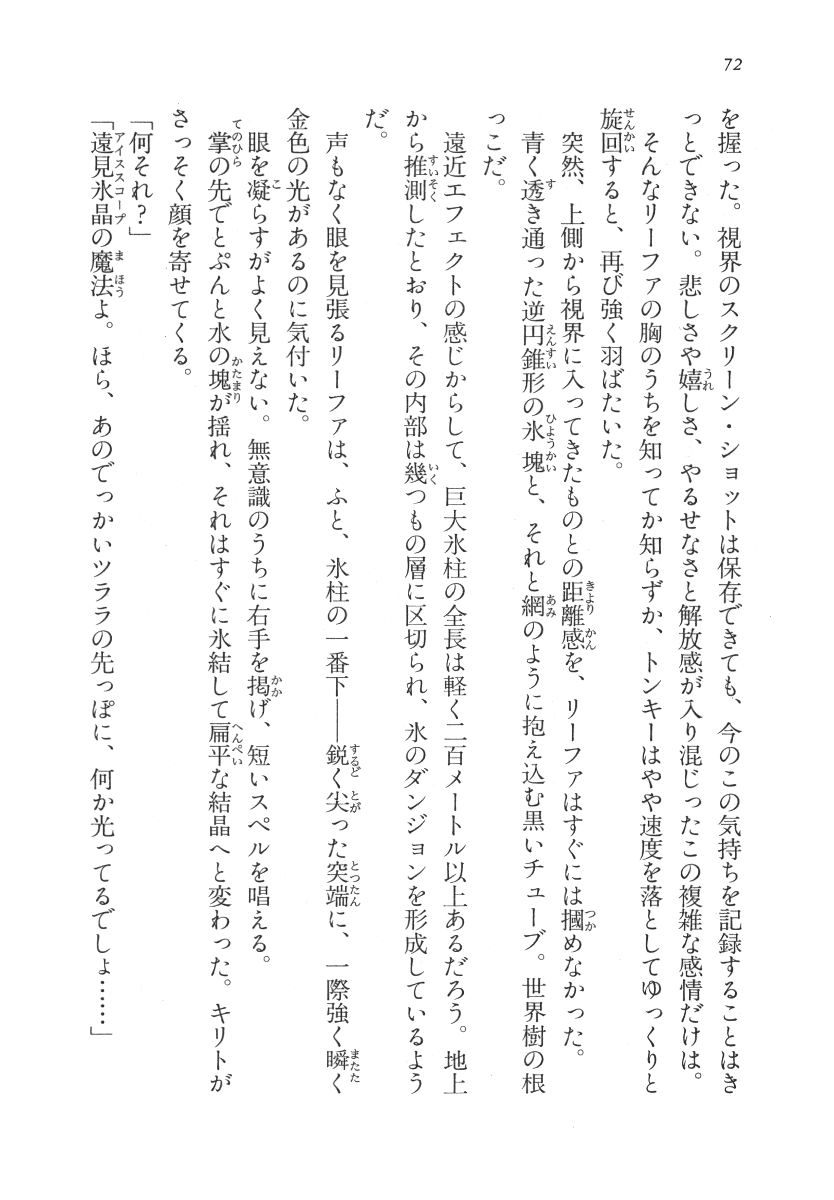 72
を握った。視界のスクリーン・ショットは保存できても、今のこの気持ちを記録することはき
っとできない。悲しさや嬉しさ、やるせなさと解放感が入り混じったこの複雑な感情だけは。
そんなリーファの胸のうちを知ってか知らずか、トンキーはやや速度を落としてゆっくりと
旋回すると、再び強く羽ばたいた。
突然、上側から視界に入ってきたものとの距離感を、リーファはすぐには摑めなかった。
青く透き通った逆円錐形の氷塊と、それと網のように抱え込む黒いチューブ。世界樹の根
っこだ。
遠近エフェクトの感じからして、巨大氷柱の全長は軽く二百メートル以上あるだろう。地上
から推測したとおり、その内部は幾つもの層に区切られ、氷のダンジョンを形成しているよう
だ。
声もなく眼を見張るリーファは、ふと、氷柱の一番下——鋭く尖った突端に、一際強く瞬く
金色の光があるのに気付いた。
眼を凝らすがよく見えない。無意識のうちに右手を掲げ、短いスペルを唱える。
掌の先でとぷんと水の塊が揺れ、それはすぐに氷結して扁平な結晶へと変わった。キリトが
さっそく顔を寄せてくる。
「何それ？」
「遠見氷晶の魔法よ。ほら、あのでっかいツララの先っぽに、何か光ってるでしょ……」